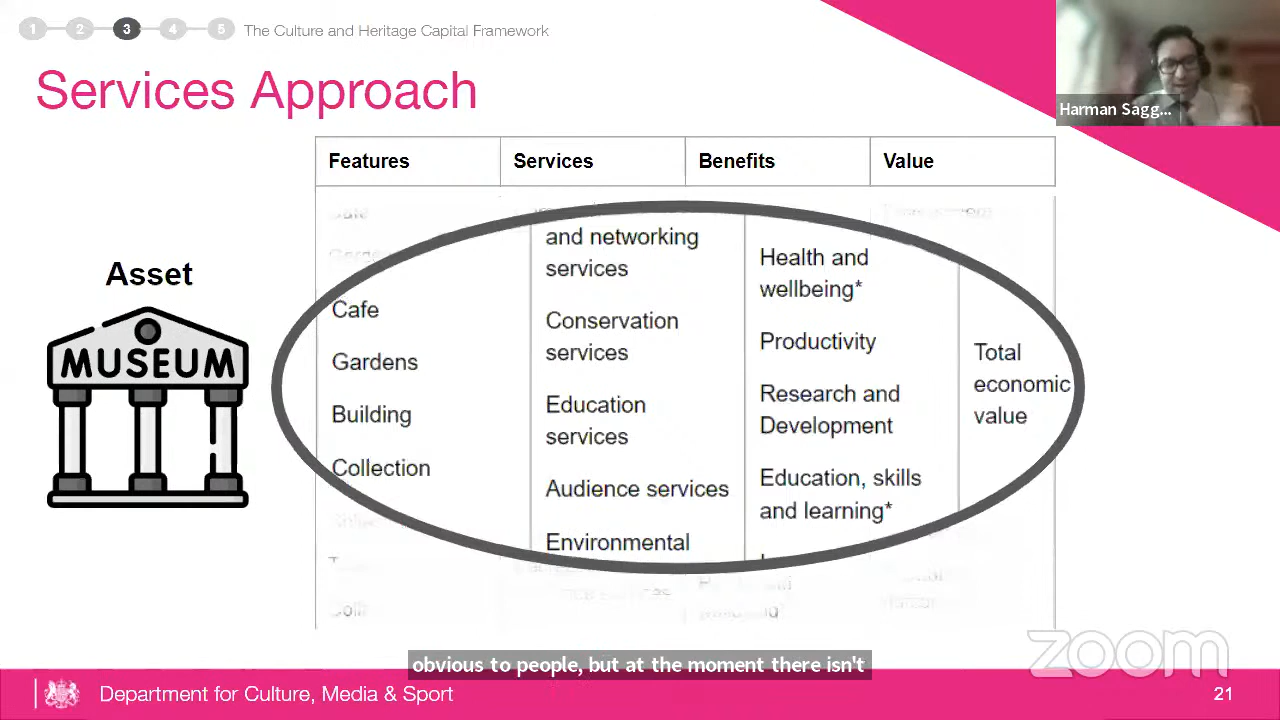 1 2 3 4 5 The Culture and Heritage Capital Framework
Harman Sagg...
Services Approach
Features Services Benefits Value
Asset
MUSEUM
Cafe
Gardens
Building
Collection
and networking
services
Conservation
services
Education
services
Audience services
Environmental
Health and
wellbeing*
Productivity
Research and
Development
Education, skills
and learning*
Total
economic
value
zoom
obvious to people, but at the moment there isn't
Department for Culture, Media & Sport
21